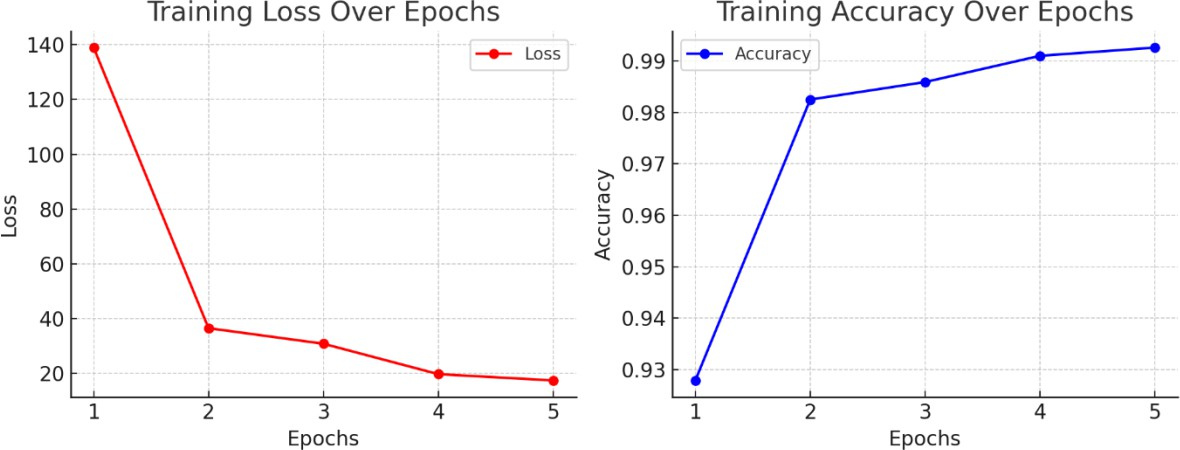 Training Loss Over Epochs
Loss
140
120
100
80
60
40
20
Loss
1 2 3 4 5
Epochs
Training Accuracy Over Epochs
Accuracy
0.99
0.98
0.97
0.96
0.95
0.94
0.93
Accuracy
1 2 3 4 5
Epochs